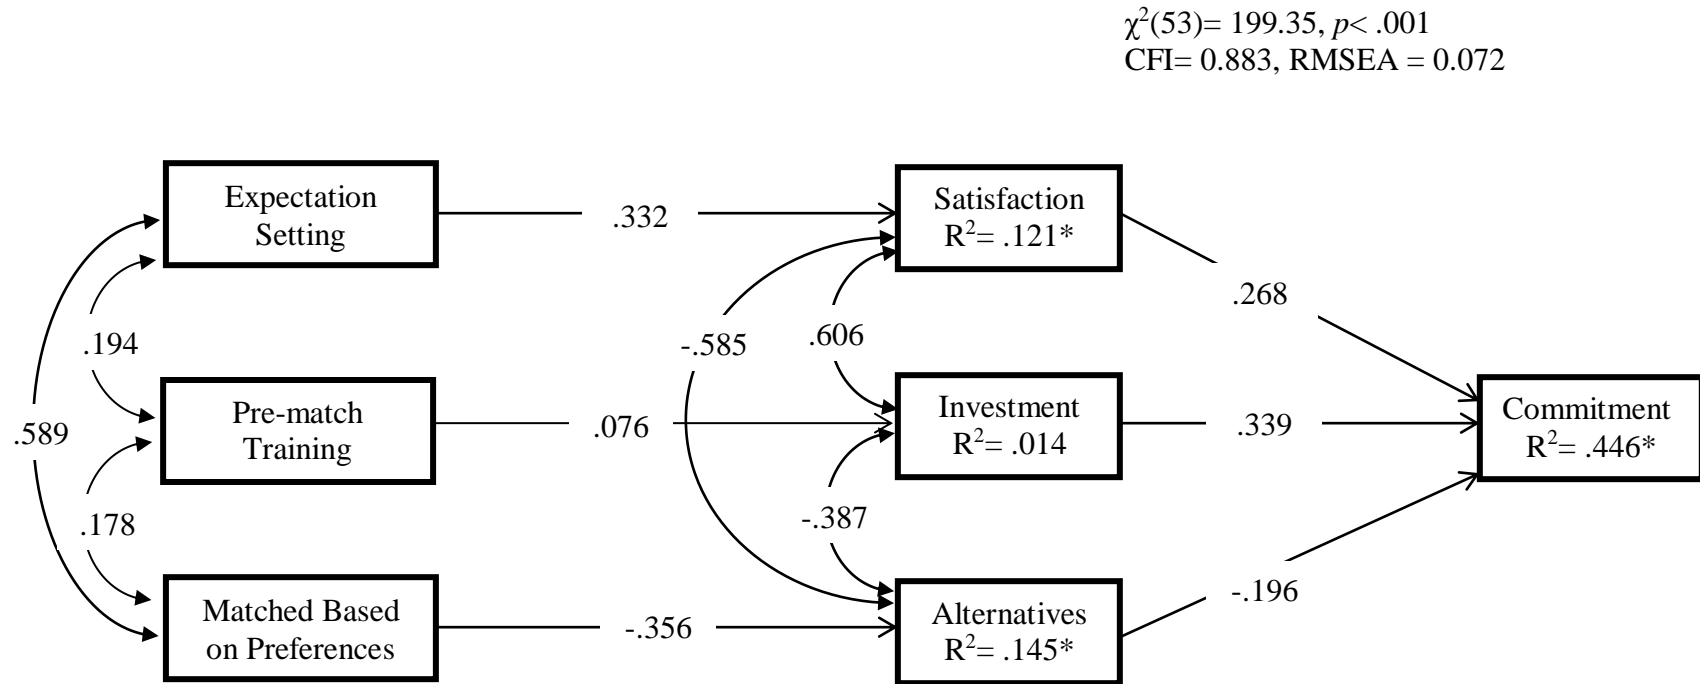 χ²(53)= 199.35, p< .001
CFI= 0.883, RMSEA = 0.072
Expectation
Setting
.332
Satisfaction
R²= .121*
.268
.194
-.585
.606
.589
Pre-match
Training
.076
Investment
R²= .014
.339
Commitment
R²= .446*
.178
-.387
Matched Based
on Preferences
-.356
Alternatives
R²= .145*
-.196